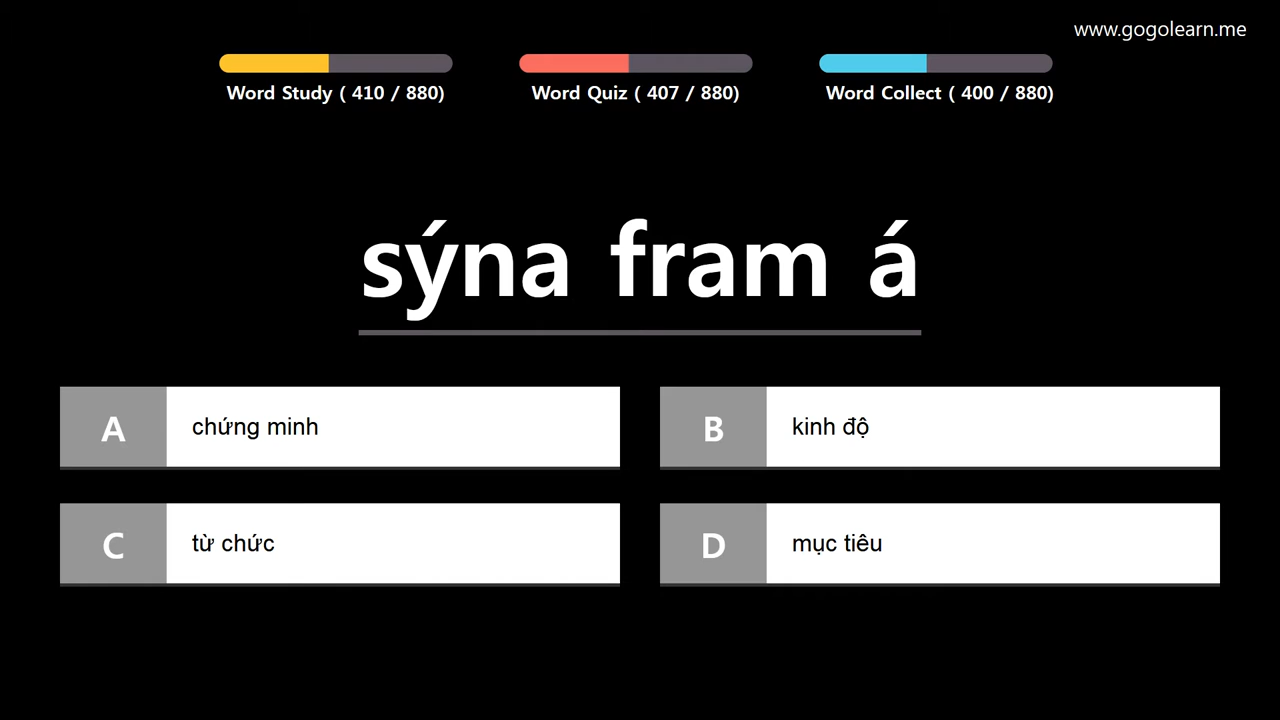 www.gogolearn.me
Word Study ( 410 / 880)
Word Quiz ( 407 / 880)
Word Collect ( 400 / 880)
sýna fram á
A chứng minh
B kinh độ
C từ chức
D mục tiêu